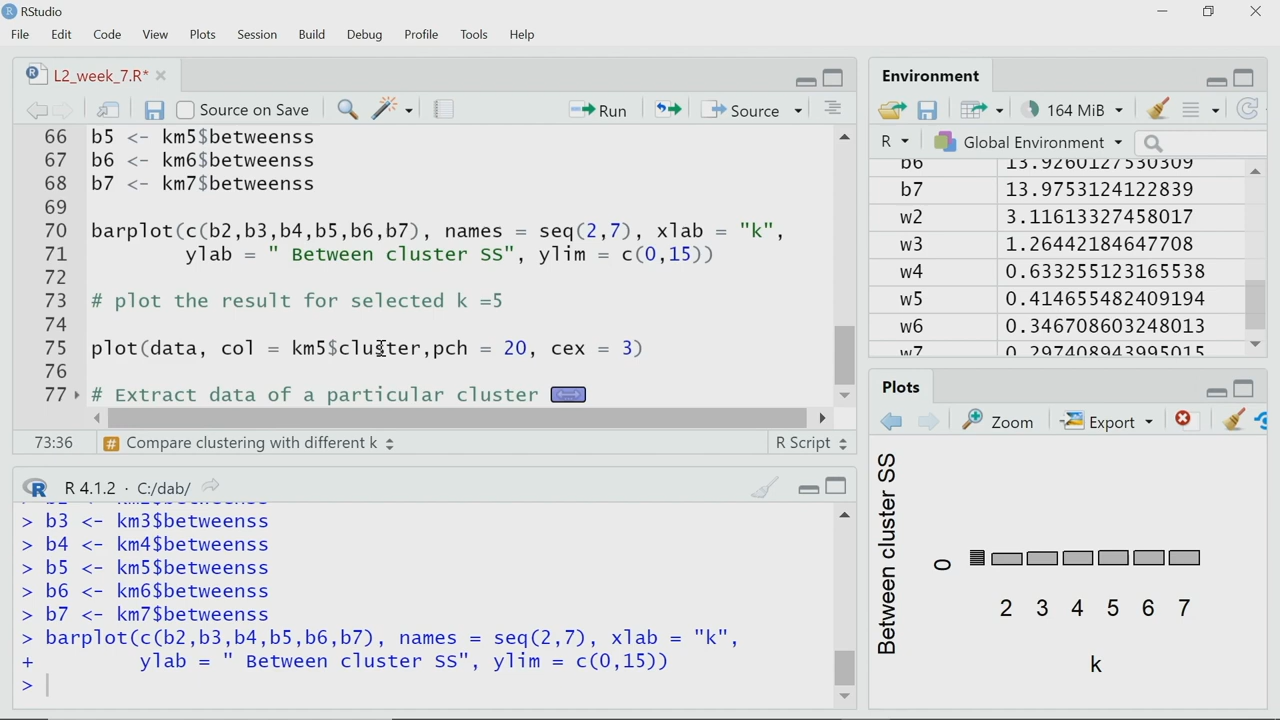 RStudio
File Edit Code View Plots Session Build Debug Profile Tools Help
L2_week_7.R*
Source on Save Run Source
66 b5 <- km5$betweenss
67 b6 <- km6$betweenss
68 b7 <- km7$betweenss
69
70 barplot(c(b2,b3,b4,b5,b6,b7), names = seq(2,7), xlab = "k",
71 ylab = " Between cluster SS", ylim = c(0,15))
72
73 # plot the result for selected k =5
74
75 plot(data, col = km5$cluster,pch = 20, cex = 3)
76
77 # Extract data of a particular cluster
73:36 # Compare clustering with different k R Script
R 4.1.2 · C:/dab/
> b3 <- km3$betweenss
> b4 <- km4$betweenss
> b5 <- km5$betweenss
> b6 <- km6$betweenss
> b7 <- km7$betweenss
> barplot(c(b2,b3,b4,b5,b6,b7), names = seq(2,7), xlab = "k",
+ ylab = " Between cluster SS", ylim = c(0,15))
>
Environment
164 MiB
R Global Environment
b6 13.9260127530309
b7 13.9753124122839
w2 3.11613327458017
w3 1.26442184647708
w4 0.633255123165538
w5 0.414655482409194
w6 0.346708603248013
w7 0.297408943995015
Plots
Zoom Export
Between cluster SS
0
2 3 4 5 6 7
k